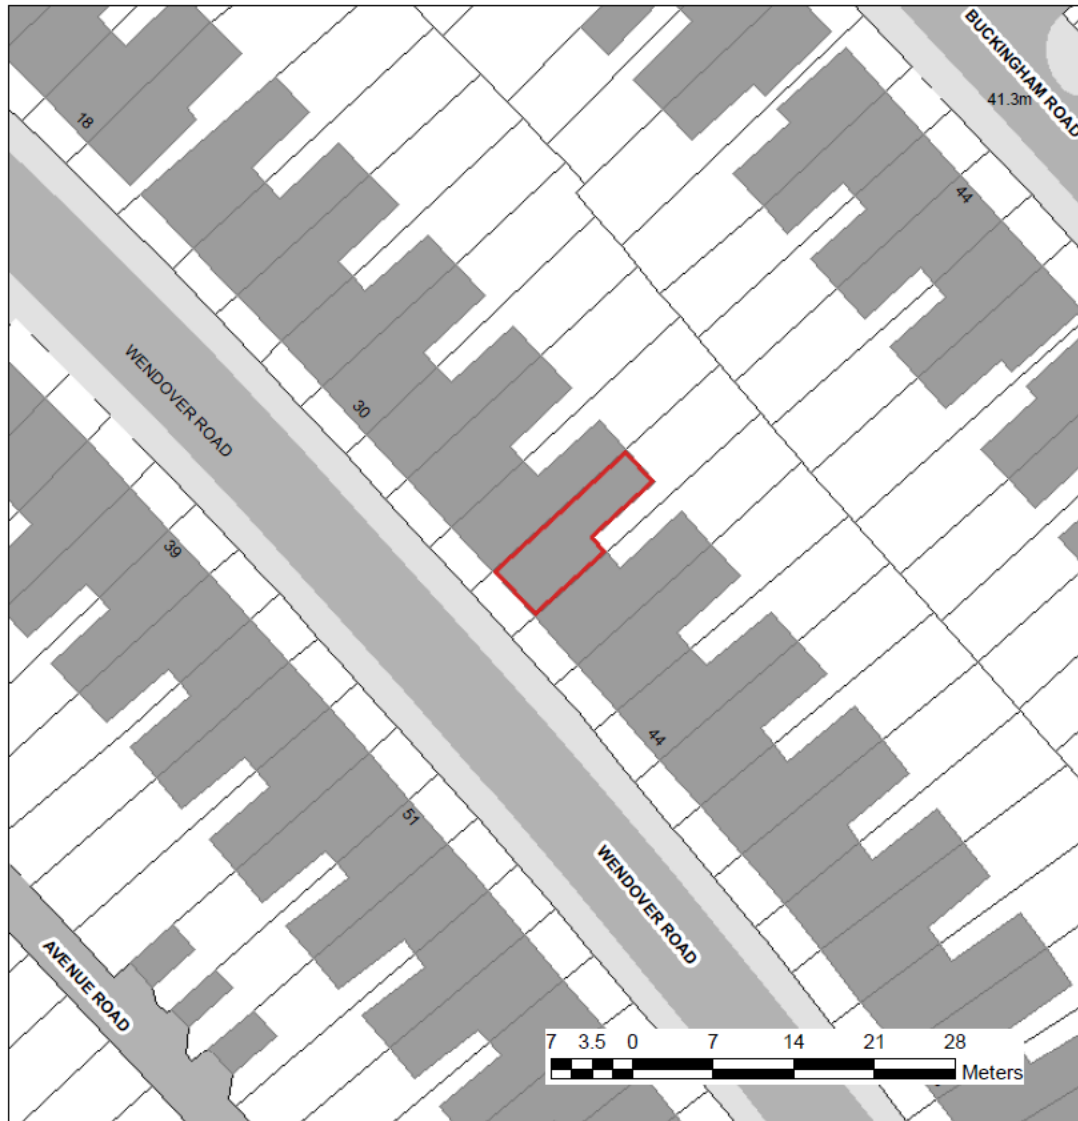 BUCKINGHAM ROAD
41.3m
18
44
WENDOVER ROAD
30
39
44
51
WENDOVER ROAD
AVENUE ROAD
7 3.5 0 7 14 21 28
Meters